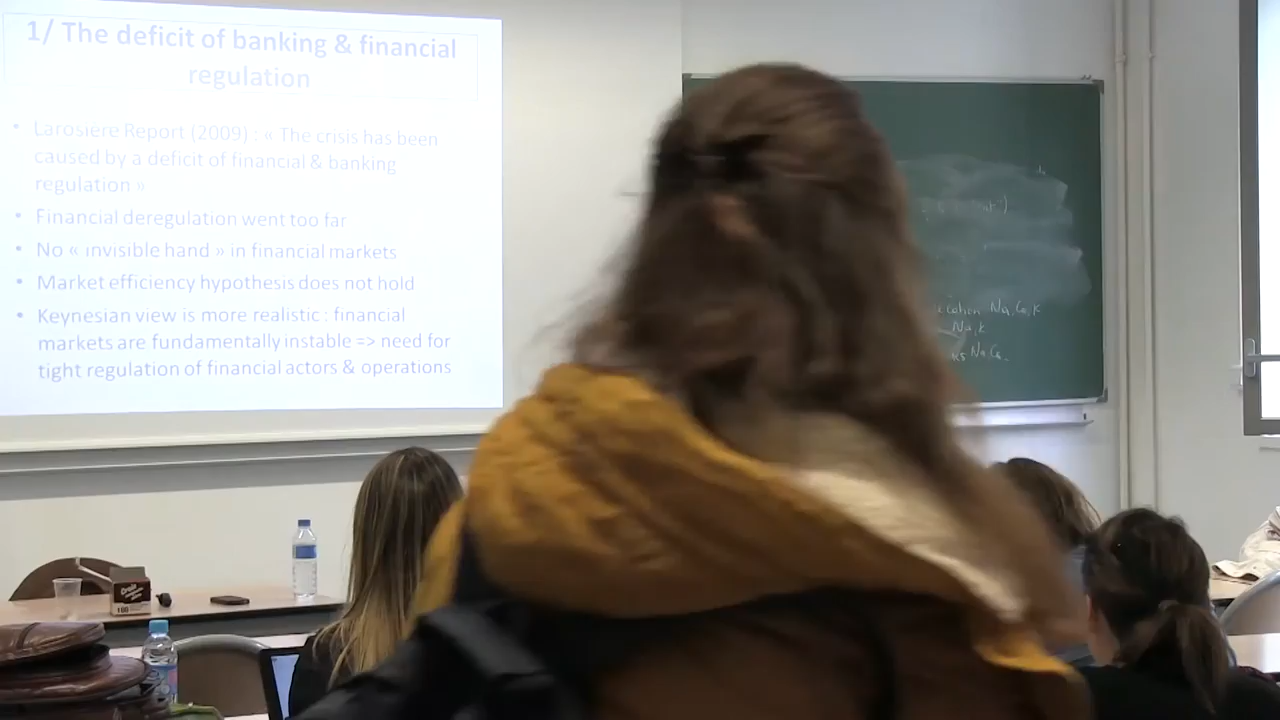 1/ The deficit of banking & financial
regulation
• Larosière Report (2009) : « The crisis has been
caused by a deficit of financial & banking
regulation »
• Financial deregulation went too far
• No « invisible hand » in financial markets
• Market efficiency hypothesis does not hold
• Keynesian view is more realistic : financial
markets are fundamentally instable => need for
tight regulation of financial actors & operations
Na, K
180